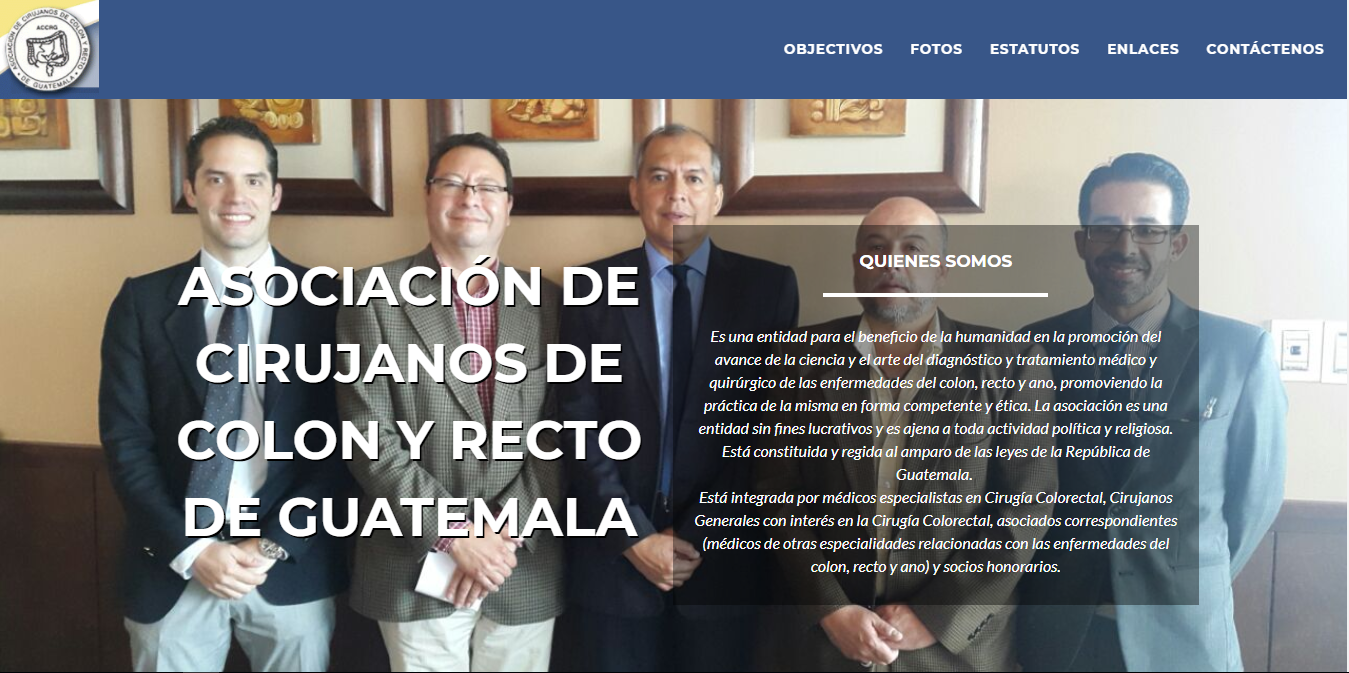 ASOCIACIÓN DE CIRUJANOS DE COLON Y RECTO
ACCRG
DE GUATEMALA
OBJECTIVOS FOTOS ESTATUTOS ENLACES CONTÁCTENOS
ASOCIACIÓN DE
CIRUJANOS DE
COLON Y RECTO
DE GUATEMALA
QUIENES SOMOS
Es una entidad para el beneficio de la humanidad en la promoción del
avance de la ciencia y el arte del diagnóstico y tratamiento médico y
quirúrgico de las enfermedades del colon, recto y ano, promoviendo la
práctica de la misma en forma competente y ética. La asociación es una
entidad sin fines lucrativos y es ajena a toda actividad política y religiosa.
Está constituida y regida al amparo de las leyes de la República de
Guatemala.
Está integrada por médicos especialistas en Cirugía Colorectal, Cirujanos
Generales con interés en la Cirugía Colorectal, asociados correspondientes
(médicos de otras especialidades relacionadas con las enfermedades del
colon, recto y ano) y socios honorarios.